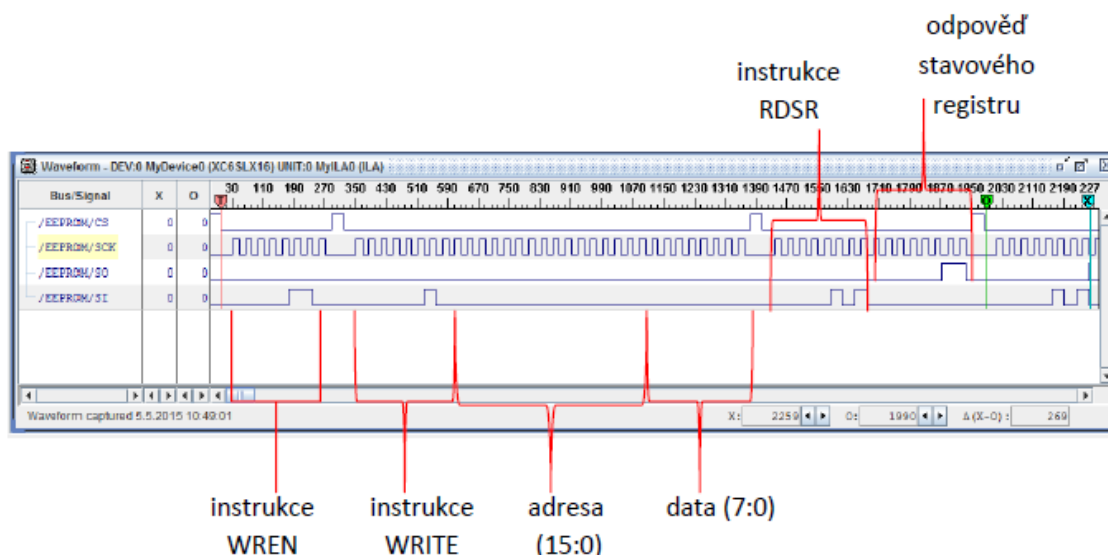 odpověď
stavového
registru
instrukce
RDSR
Waveform - DEV:0 MyDevice0 (XC6SLX16) UNIT:0 MyILA0 (ILA)
Bus/Signal X O 30 110 190 270 350 430 510 590 670 750 830 910 990 1070 1150 1230 1310 1390 1470 1550 1630 1710 1790 1870 1950 2030 2110 2190 227
/EEPROM/CS 0 0
/EEPROM/SCK 0 0
/EEPROM/SO 0 0
/EEPROM/SI 0 0
Waveform captured 5.5.2015 10:49:01 X: 2259 O: 1990 Δ(X-O): 269
instrukce
WREN
instrukce
WRITE
adresa
(15:0)
data (7:0)